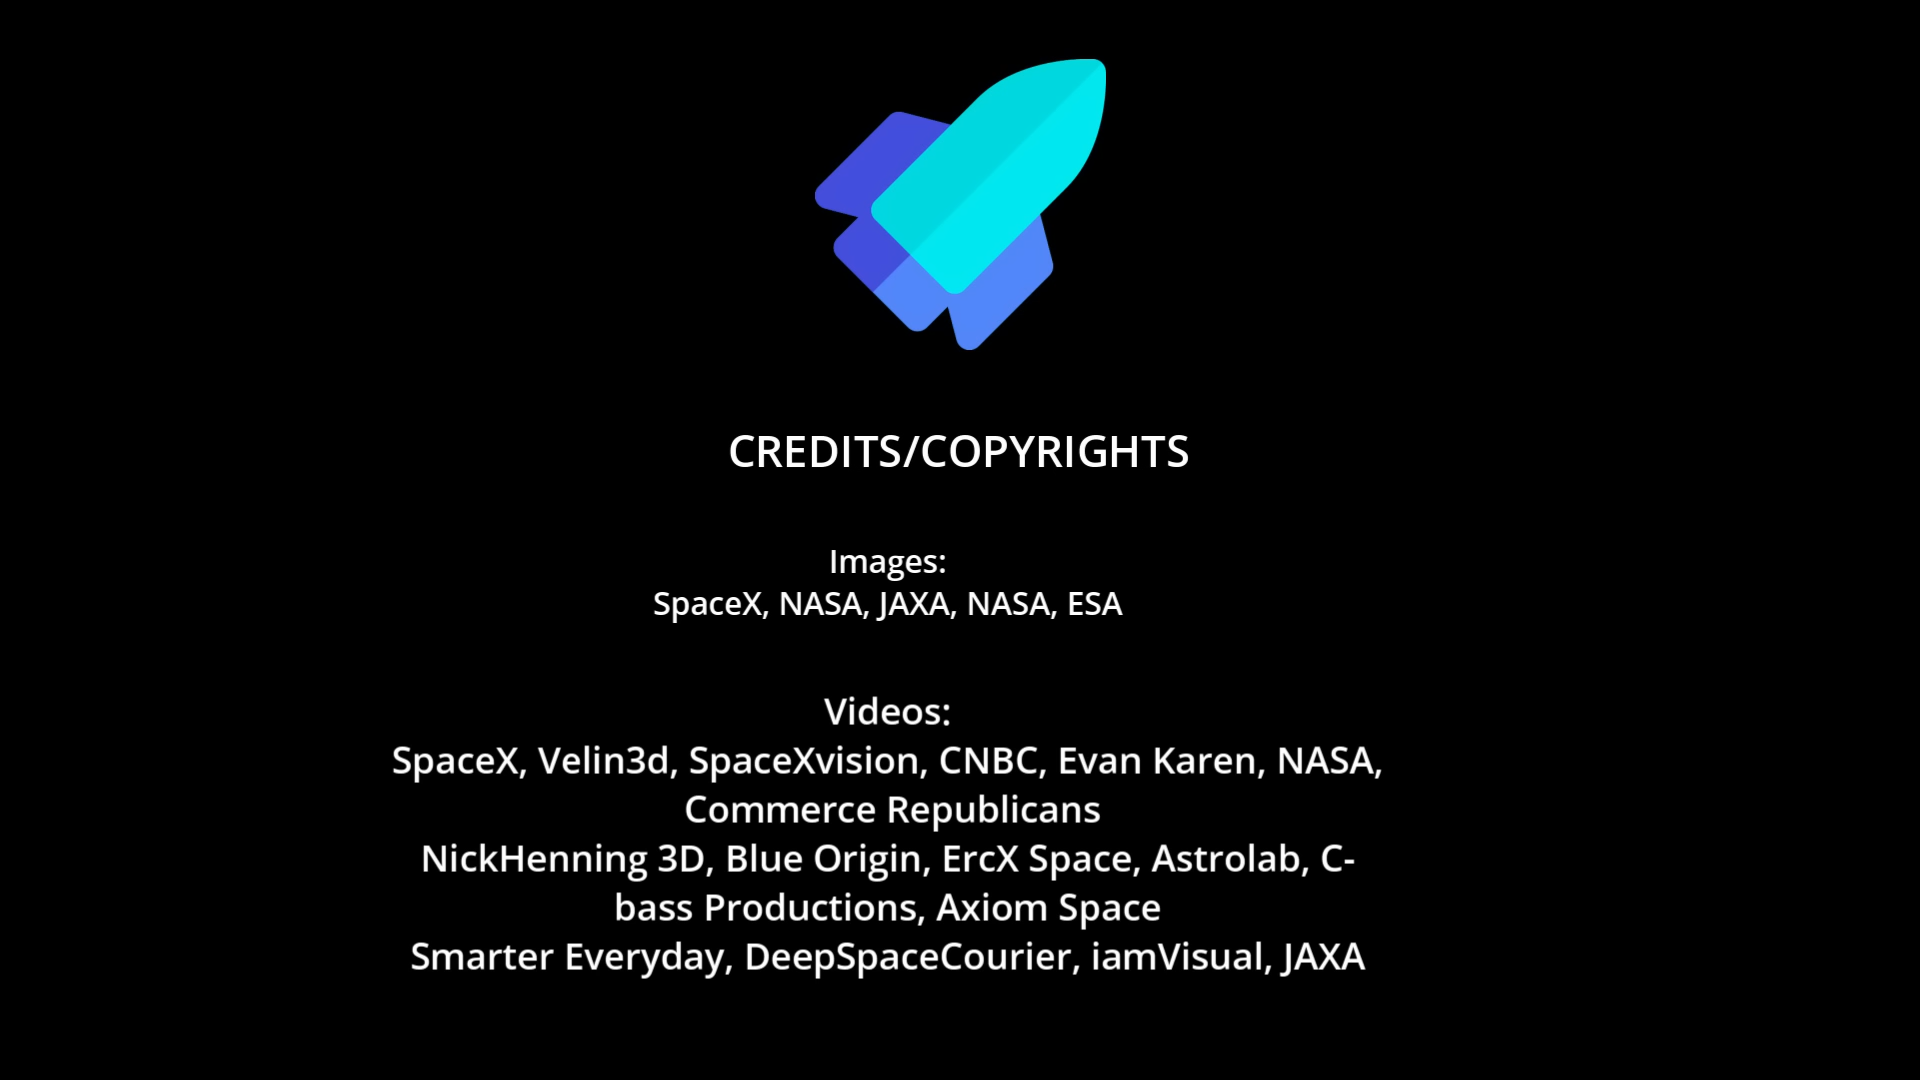 CREDITS/COPYRIGHTS
Images:
SpaceX, NASA, JAXA, NASA, ESA
Videos:
SpaceX, Velin3d, SpaceXvision, CNBC, Evan Karen, NASA,
Commerce Republicans
NickHenning 3D, Blue Origin, ErcX Space, Astrolab, C-
bass Productions, Axiom Space
Smarter Everyday, DeepSpaceCourier, iamVisual, JAXA